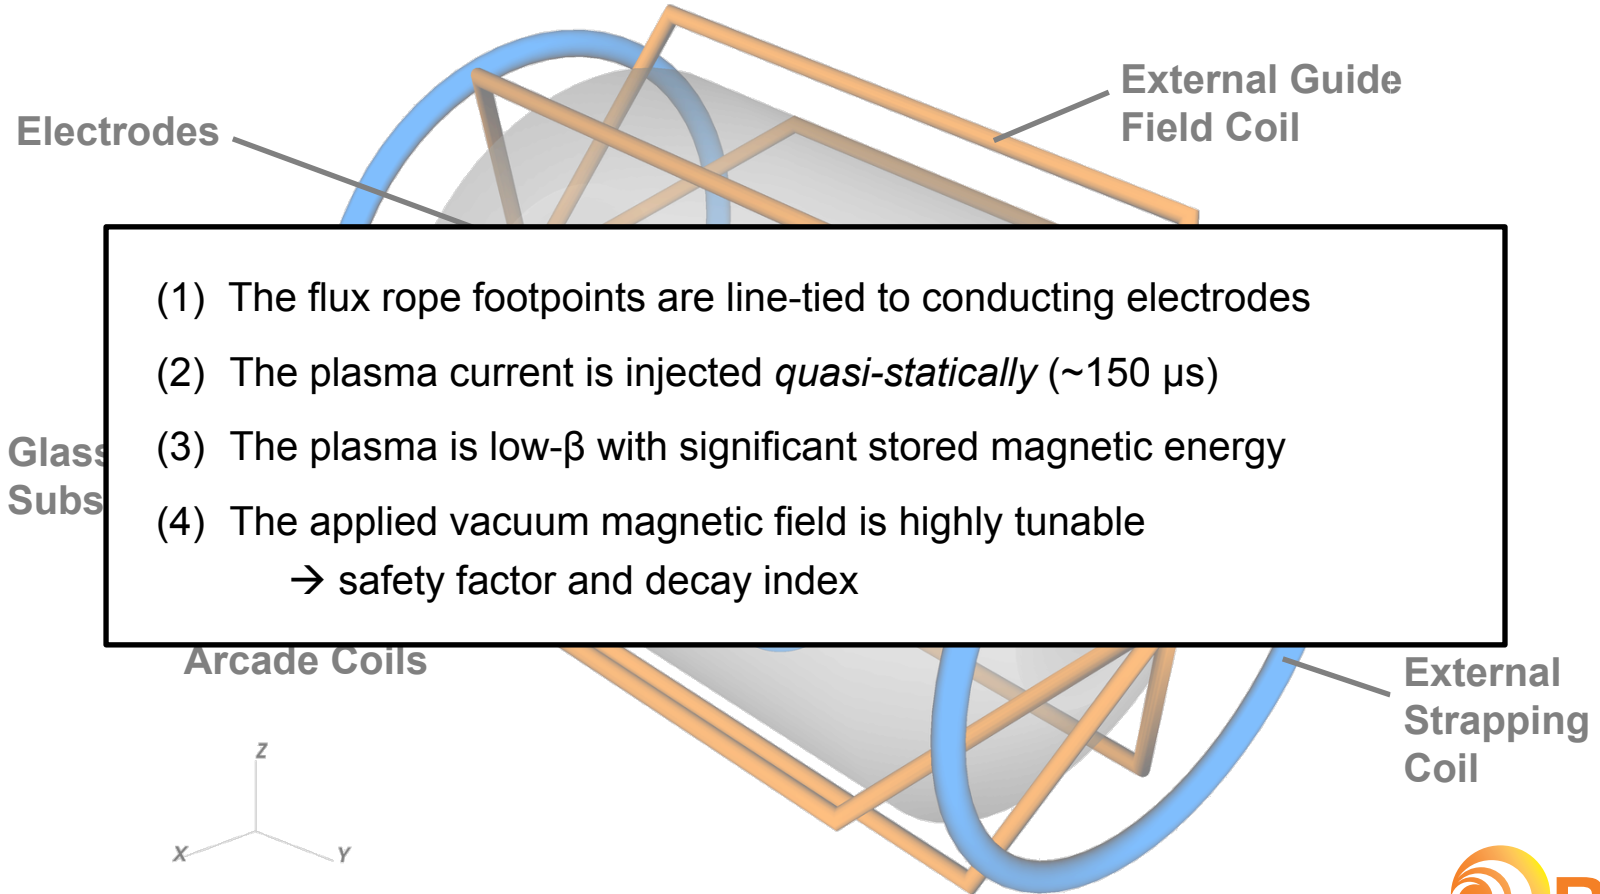 External Guide
Field Coil
Electrodes
(1) The flux rope footpoints are line-tied to conducting electrodes
(2) The plasma current is injected quasi-statically (~150 µs)
(3) The plasma is low-β with significant stored magnetic energy
(4) The applied vacuum magnetic field is highly tunable
→ safety factor and decay index
Arcade Coils
External
Strapping
Coil
Z
X
Y